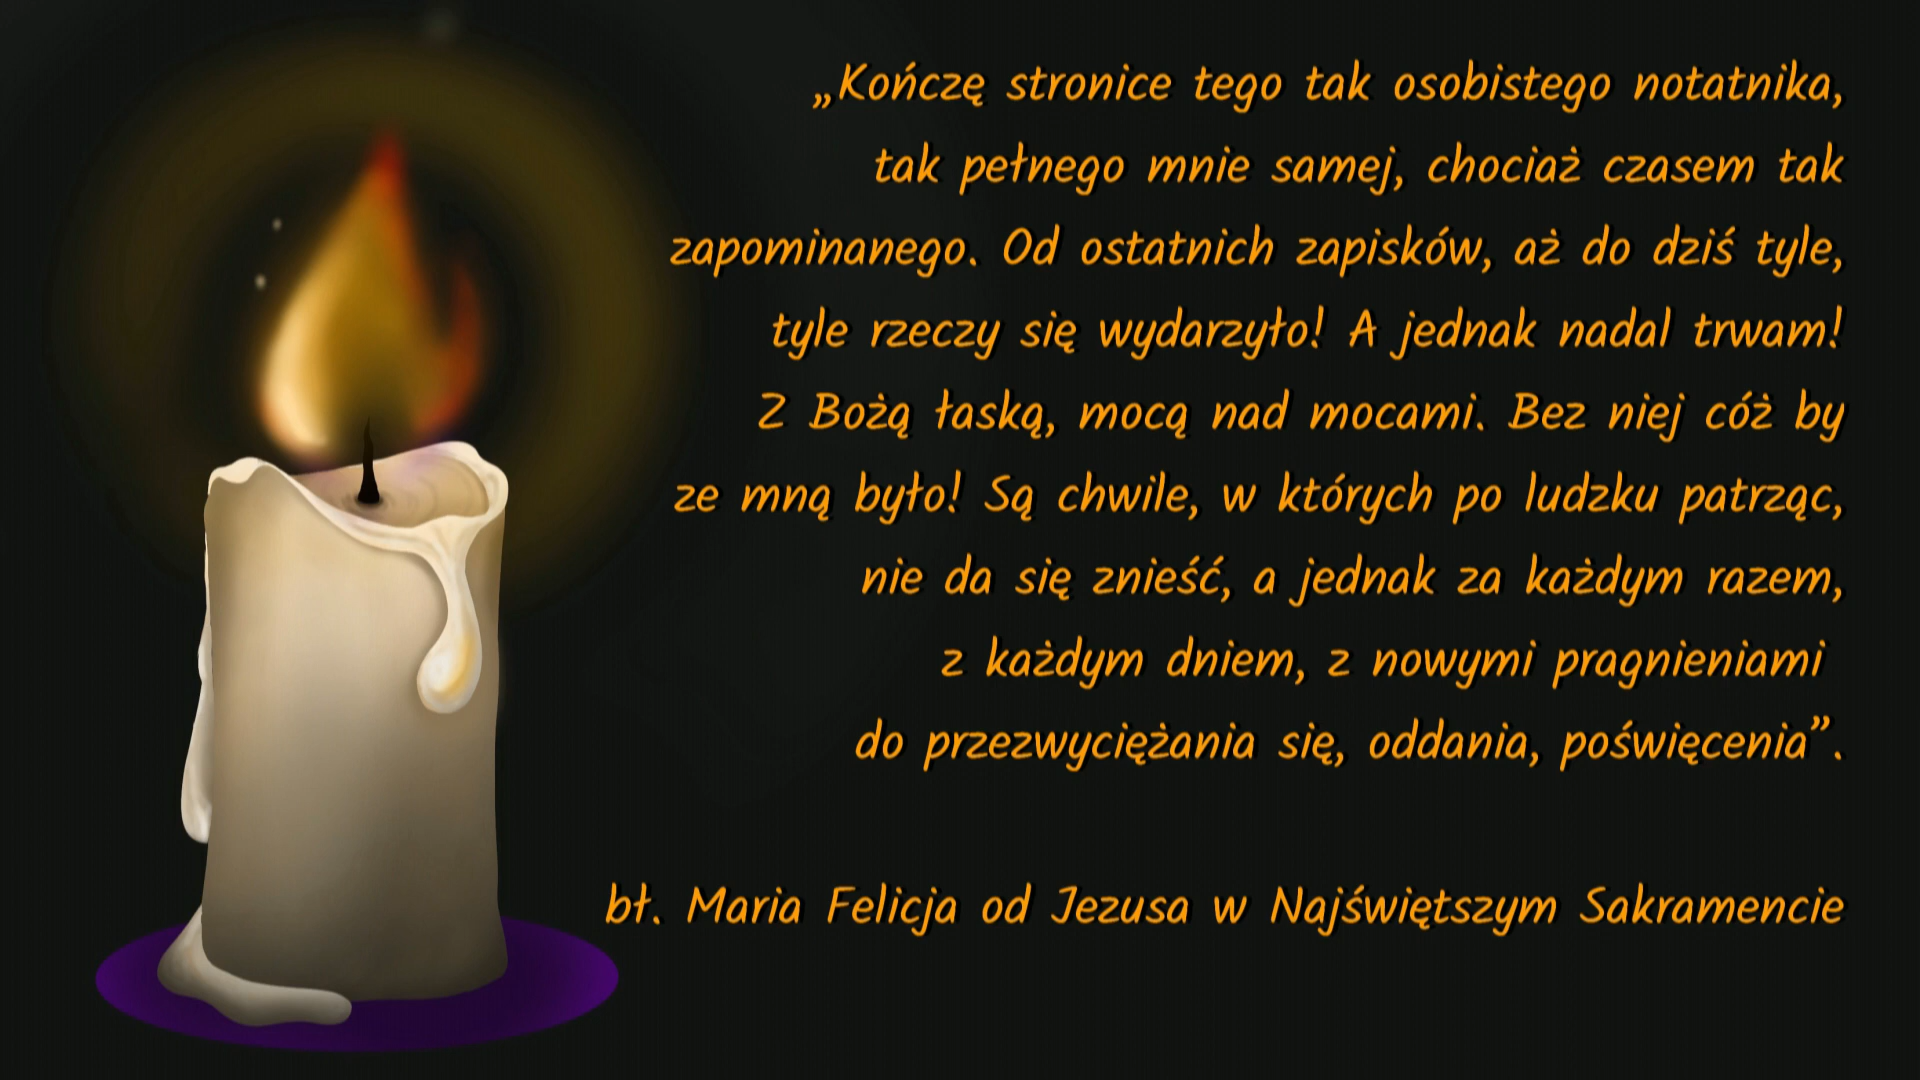 „Kończę stronice tego tak osobistego notatnika,
tak pełnego mnie samej, chociaż czasem tak
zapominanego. Od ostatnich zapisków, aż do dziś tyle,
tyle rzeczy się wydarzyło! A jednak nadal trwam!
Z Bożą łaską, mocą nad mocami. Bez niej cóż by
ze mną było! Są chwile, w których po ludzku patrząc,
nie da się znieść, a jednak za każdym razem,
z każdym dniem, z nowymi pragnieniami
do przezwyciężania się, oddania, poświęcenia”.
bł. Maria Felicja od Jezusa w Najświętszym Sakramencie